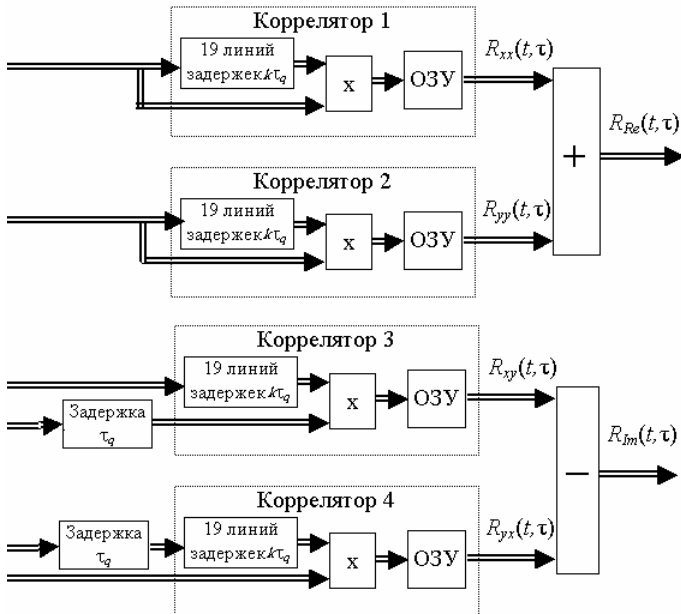 Коррелятор 1
19 линий
задержек kτq
x
ОЗУ
Rxx(t,τ)
+
RRe(t,τ)
Коррелятор 2
19 линий
задержек kτq
x
ОЗУ
Ryy(t,τ)
Коррелятор 3
19 линий
задержек kτq
x
ОЗУ
Rxy(t,τ)
Задержка
τq
−
RIm(t,τ)
Коррелятор 4
Задержка
τq
19 линий
задержек kτq
x
ОЗУ
Ryx(t,τ)